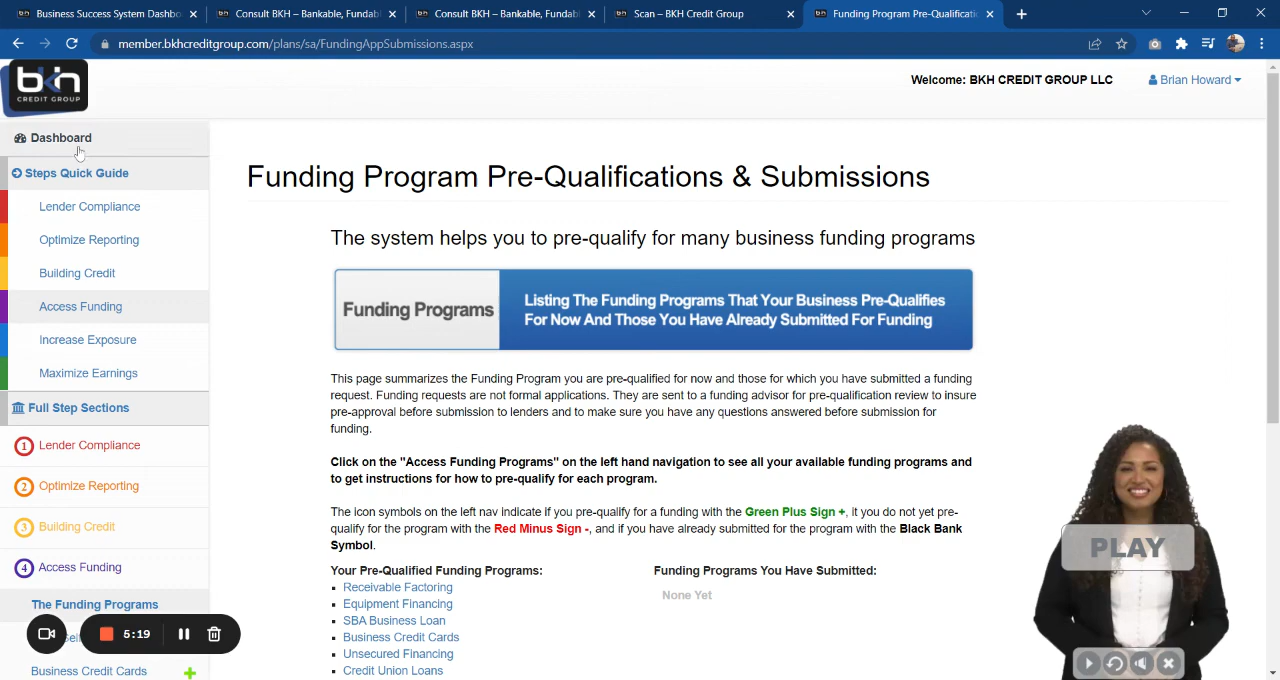 Business Success System Dashbo
Consult BKH – Bankable, Fundab
Consult BKH – Bankable, Fundab
Scan – BKH Credit Group
Funding Program Pre-Qualificati
member.bkhcreditgroup.com/plans/sa/FundingAppSubmissions.aspx
bkh
CREDIT GROUP
Welcome: BKH CREDIT GROUP LLC
Brian Howard
Dashboard
Steps Quick Guide
Lender Compliance
Optimize Reporting
Building Credit
Access Funding
Increase Exposure
Maximize Earnings
Full Step Sections
1 Lender Compliance
2 Optimize Reporting
3 Building Credit
4 Access Funding
The Funding Programs
Business Credit Cards
5:19
Funding Program Pre-Qualifications & Submissions
The system helps you to pre-qualify for many business funding programs
Funding Programs
Listing The Funding Programs That Your Business Pre-Qualifies
For Now And Those You Have Already Submitted For Funding
This page summarizes the Funding Program you are pre-qualified for now and those for which you have submitted a funding
request. Funding requests are not formal applications. They are sent to a funding advisor for pre-qualification review to insure
pre-approval before submission to lenders and to make sure you have any questions answered before submission for
funding.
Click on the "Access Funding Programs" on the left hand navigation to see all your available funding programs and
to get instructions for how to pre-qualify for each program.
The icon symbols on the left nav indicate if you pre-qualify for a funding with the Green Plus Sign +, it you do not yet pre-
qualify for the program with the Red Minus Sign -, and if you have already submitted for the program with the Black Bank
Symbol.
Your Pre-Qualified Funding Programs:
Receivable Factoring
Equipment Financing
SBA Business Loan
Business Credit Cards
Unsecured Financing
Credit Union Loans
Funding Programs You Have Submitted:
None Yet
PLAY